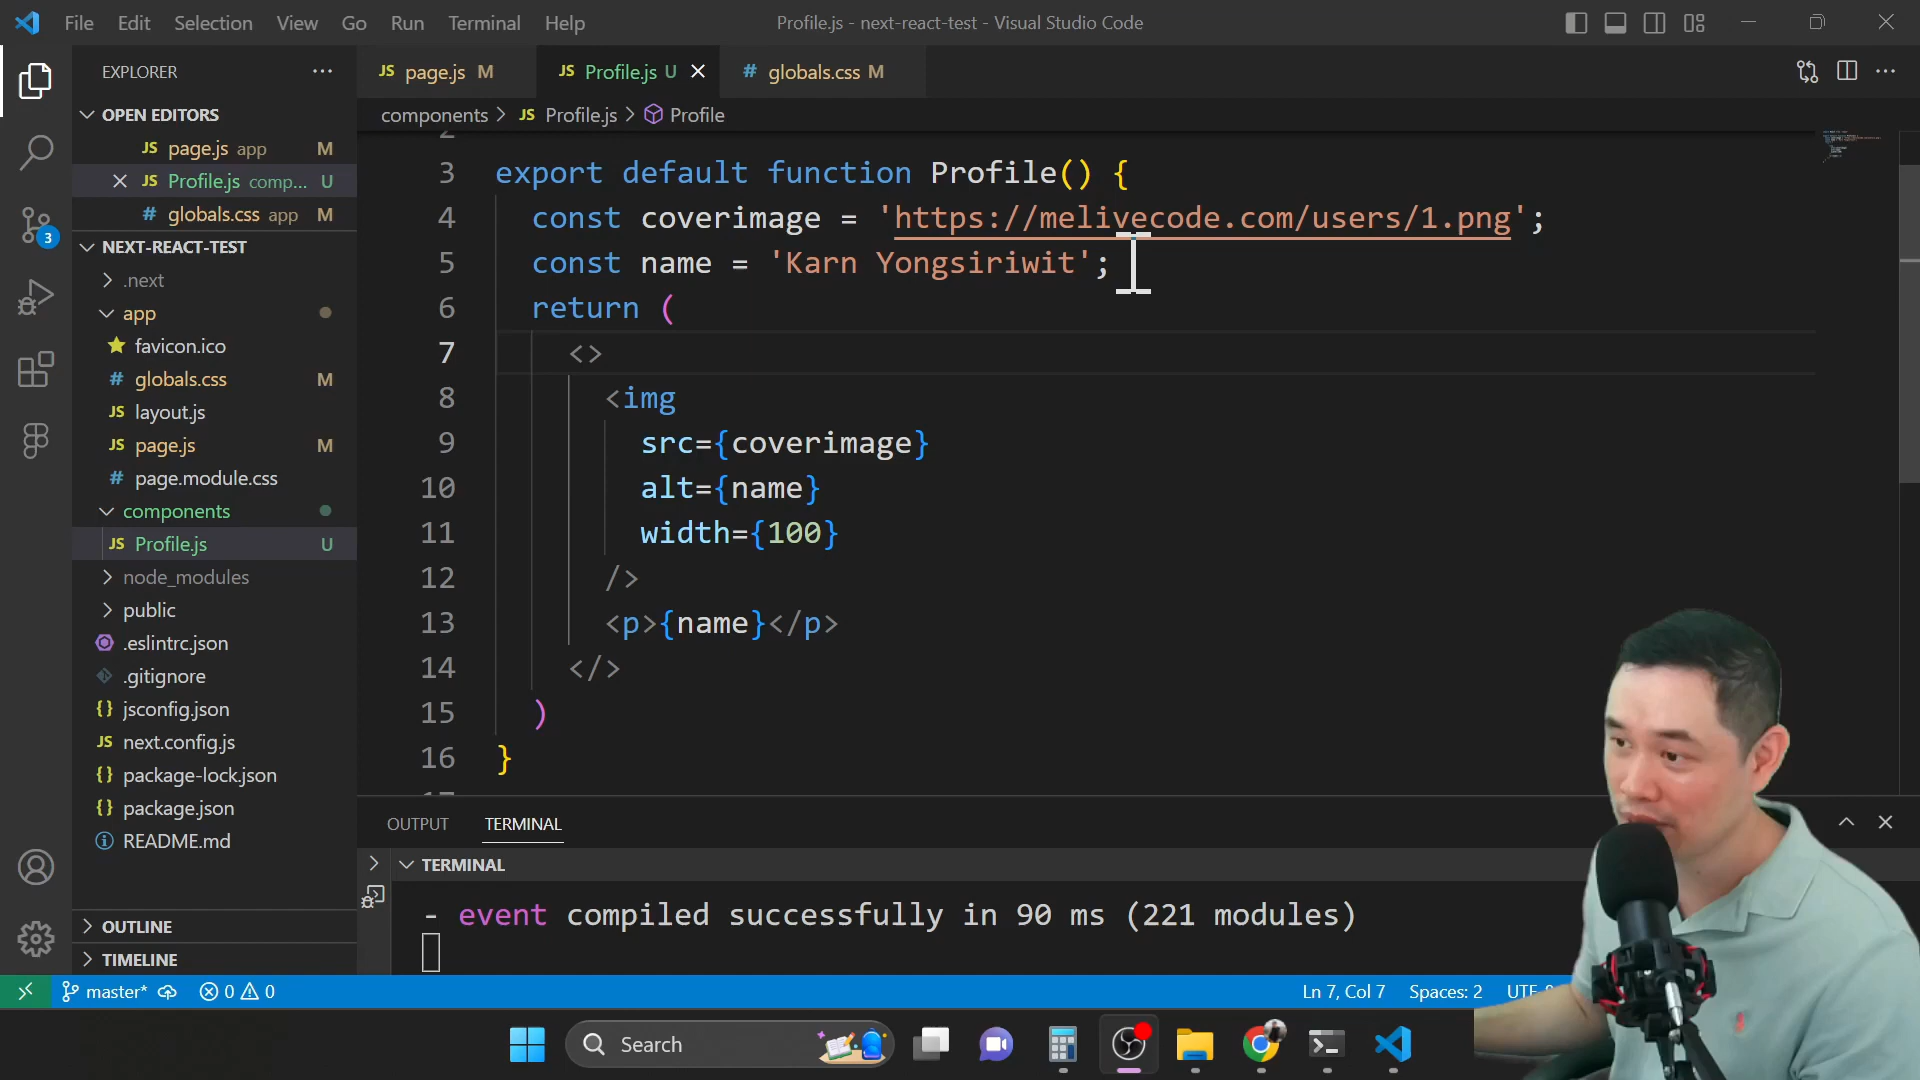 File Edit Selection View Go Run Terminal Help
Profile.js - next-react-test - Visual Studio Code
EXPLORER
OPEN EDITORS
JS page.js app M
JS Profile.js comp... U
# globals.css app M
NEXT-REACT-TEST
.next
app
favicon.ico
# globals.css M
JS layout.js
JS page.js M
# page.module.css
components
JS Profile.js U
node_modules
public
.eslintrc.json
.gitignore
{} jsconfig.json
JS next.config.js
{} package-lock.json
{} package.json
README.md
OUTLINE
TIMELINE
3
JS page.js M
JS Profile.js U
# globals.css M
components > JS Profile.js > Profile
2
3 export default function Profile() {
4 const coverimage = 'https://melivecode.com/users/1.png';
5 const name = 'Karn Yongsiriwit';
6 return (
7 <>
8 <img
9 src={coverimage}
10 alt={name}
11 width={100}
12 />
13 <p>{name}</p>
14 </>
15 )
16 }
OUTPUT TERMINAL
TERMINAL
- event compiled successfully in 90 ms (221 modules)
master* 0 0
Ln 7, Col 7 Spaces: 2
Search